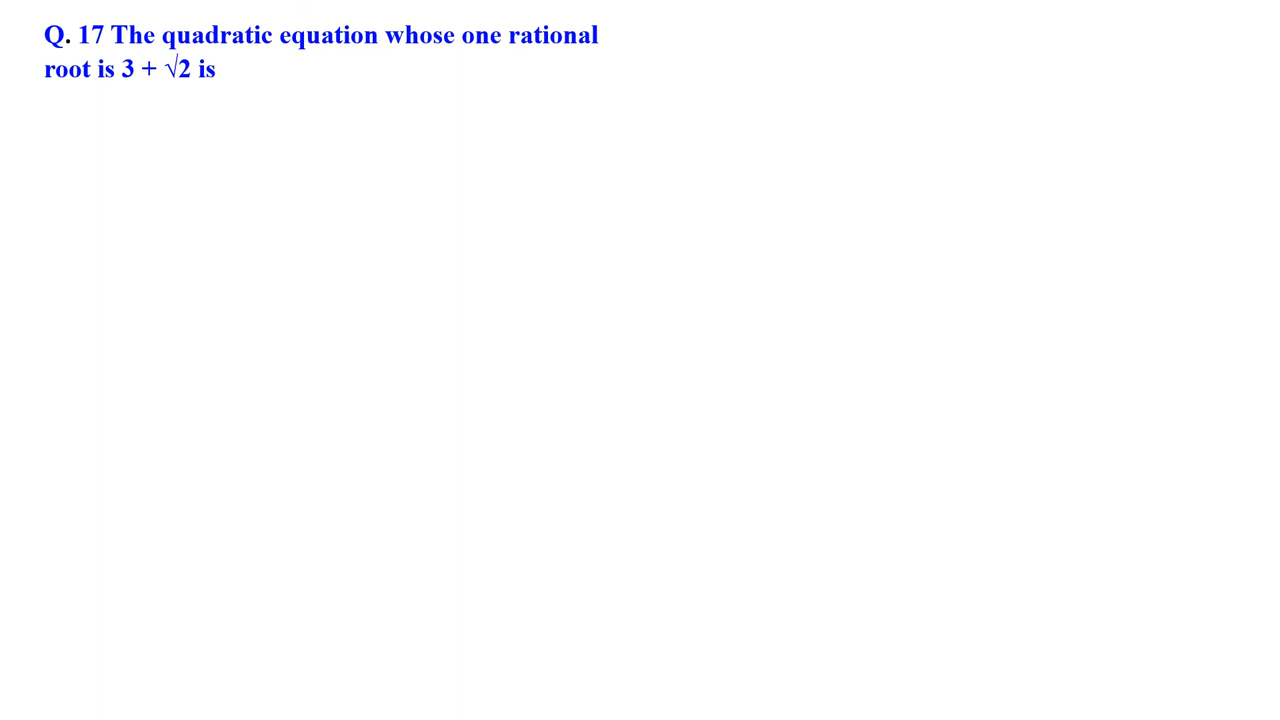 Q. 17 The quadratic equation whose one rational
root is 3 + √2 is